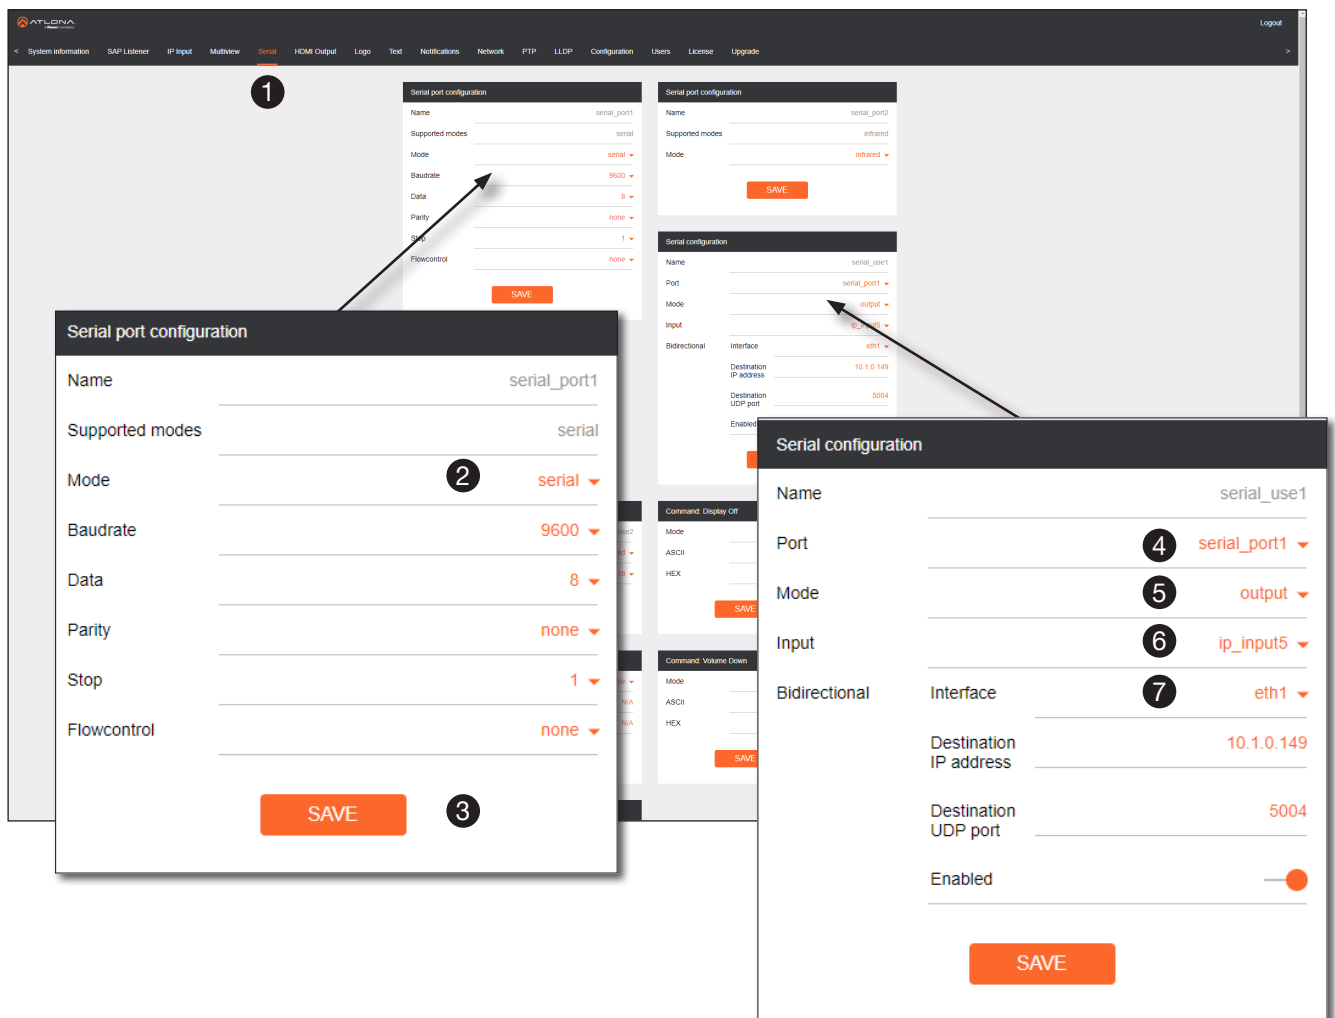 ATLONA
Logout
< System information SAP Listener IP Input Multiview Serial HDMI Output Logo Text Notifications Network PTP LLDP Configuration Users License Upgrade >
1
Serial port configuration
Name serial_port1
Supported modes serial
Mode serial
Baudrate 9600
Data 8
Parity none
Stop 1
Flowcontrol none
SAVE
Serial port configuration
Name serial_port2
Supported modes infrared
Mode infrared
SAVE
Serial configuration
Name serial_use1
Port serial_port1
Mode output
Input ip_input5
Bidirectional Interface eth1
Destination
IP address 10.1.0.149
Destination
UDP port 5004
Enabled
Command: Display Off
Mode
ASCII
HEX
SAVE
Command: Volume Down
Mode
ASCII
HEX
SAVE
N/A
N/A
Serial port configuration
Name serial_port1
Supported modes serial
Mode 2 serial
Baudrate 9600
Data 8
Parity none
Stop 1
Flowcontrol none
SAVE 3
Serial configuration
Name serial_use1
Port 4 serial_port1
Mode 5 output
Input 6 ip_input5
Bidirectional Interface 7 eth1
Destination
IP address 10.1.0.149
Destination
UDP port 5004
Enabled
SAVE